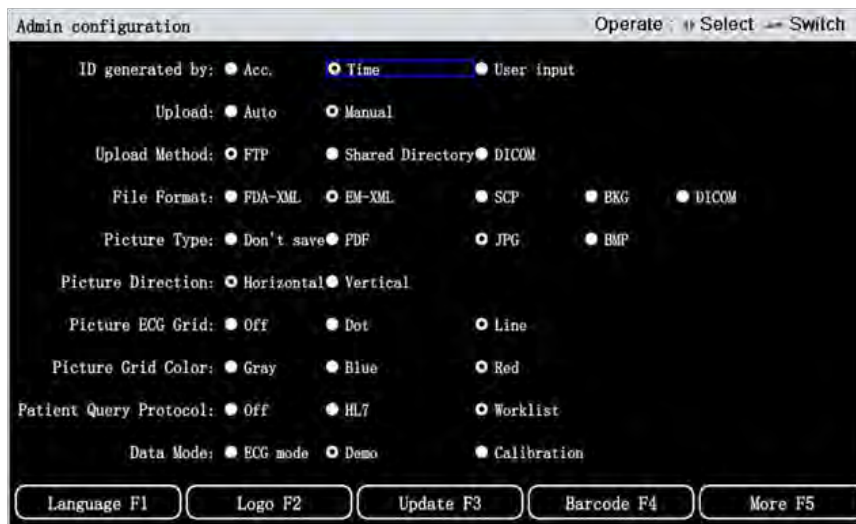 Admin configuration Operate : Select Switch
ID generated by: Acc. Time User input
Upload: Auto Manual
Upload Method: FTP Shared Directory DICOM
File Format: FDA-XML EM-XML SCP BKG DICOM
Picture Type: Don't save PDF JPG BMP
Picture Direction: Horizontal Vertical
Picture ECG Grid: Off Dot Line
Picture Grid Color: Gray Blue Red
Patient Query Protocol: Off HL7 Worklist
Data Mode: ECG mode Demo Calibration
Language F1 Logo F2 Update F3 Barcode F4 More F5